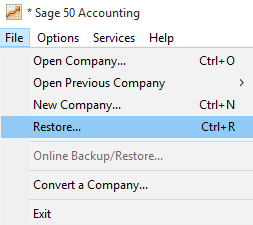 * Sage 50 Accounting
File Options Services Help
Open Company... Ctrl+O
Open Previous Company >
New Company... Ctrl+N
Restore... Ctrl+R
Online Backup/Restore...
Convert a Company...
Exit